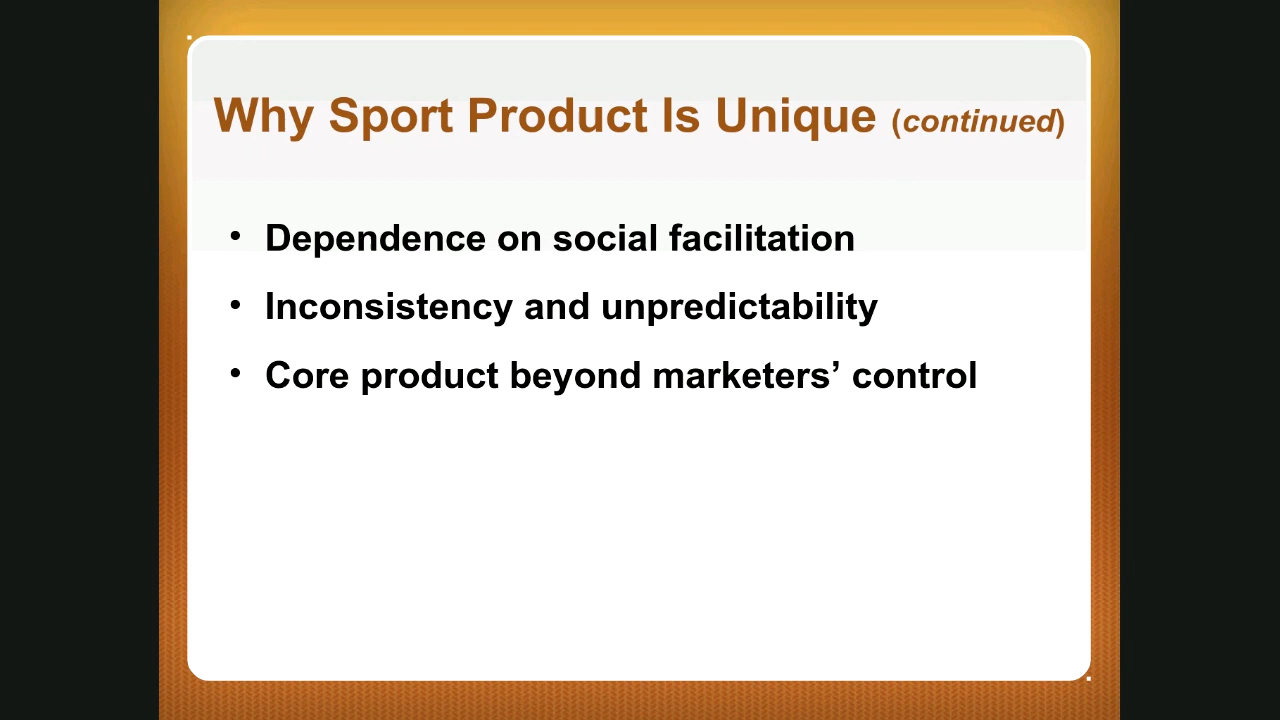 Why Sport Product Is Unique (continued)
• Dependence on social facilitation
• Inconsistency and unpredictability
• Core product beyond marketers’ control